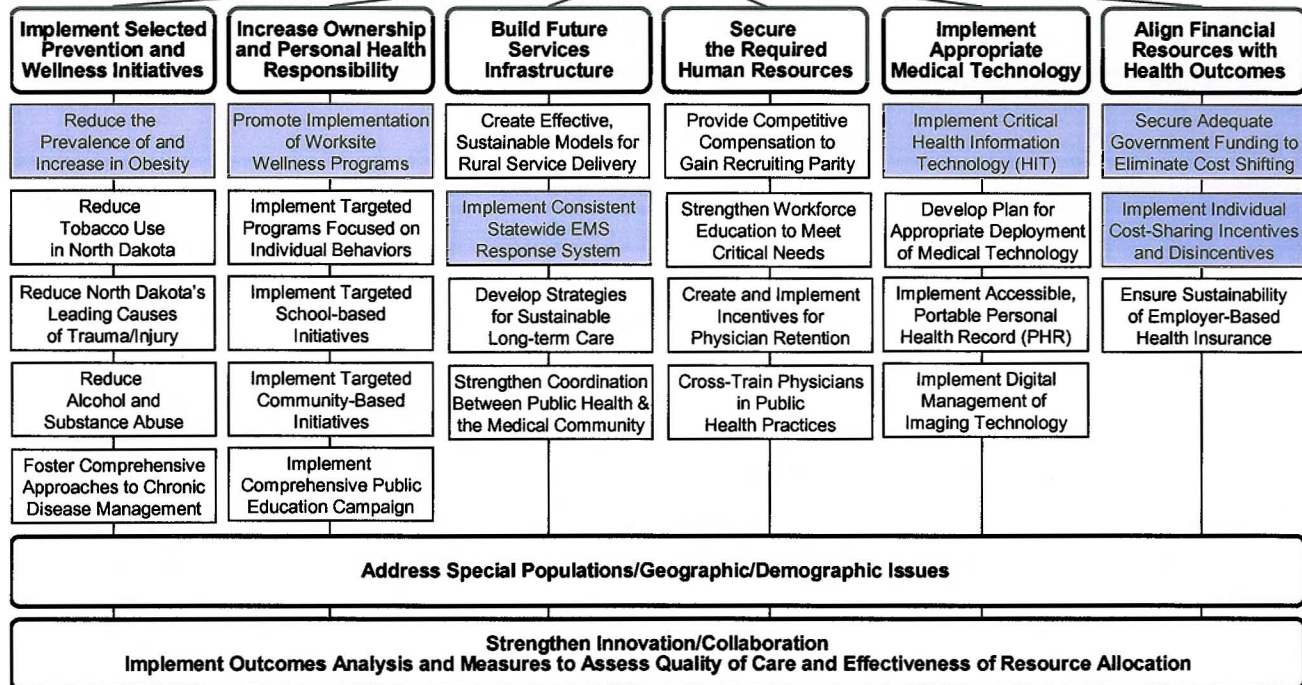 Implement Selected
Prevention and
Wellness Initiatives
Reduce the
Prevalence of and
Increase in Obesity
Reduce
Tobacco Use
in North Dakota
Reduce North Dakota's
Leading Causes
of Trauma/Injury
Reduce
Alcohol and
Substance Abuse
Foster Comprehensive
Approaches to Chronic
Disease Management
Increase Ownership
and Personal Health
Responsibility
Promote Implementation
of Worksite
Wellness Programs
Implement Targeted
Programs Focused on
Individual Behaviors
Implement Targeted
School-based
Initiatives
Implement Targeted
Community-Based
Initiatives
Implement
Comprehensive Public
Education Campaign
Build Future
Services
Infrastructure
Create Effective,
Sustainable Models for
Rural Service Delivery
Implement Consistent
Statewide EMS
Response System
Develop Strategies
for Sustainable
Long-term Care
Strengthen Coordination
Between Public Health &
the Medical Community
Secure
the Required
Human Resources
Provide Competitive
Compensation to
Gain Recruiting Parity
Strengthen Workforce
Education to Meet
Critical Needs
Create and Implement
Incentives for
Physician Retention
Cross-Train Physicians
in Public
Health Practices
Implement
Appropriate
Medical Technology
Implement Critical
Health Information
Technology (HIT)
Develop Plan for
Appropriate Deployment
of Medical Technology
Implement Accessible,
Portable Personal
Health Record (PHR)
Implement Digital
Management of
Imaging Technology
Align Financial
Resources with
Health Outcomes
Secure Adequate
Government Funding to
Eliminate Cost Shifting
Implement Individual
Cost-Sharing Incentives
and Disincentives
Ensure Sustainability
of Employer-Based
Health Insurance
Address Special Populations/Geographic/Demographic Issues
Strengthen Innovation/Collaboration
Implement Outcomes Analysis and Measures to Assess Quality of Care and Effectiveness of Resource Allocation